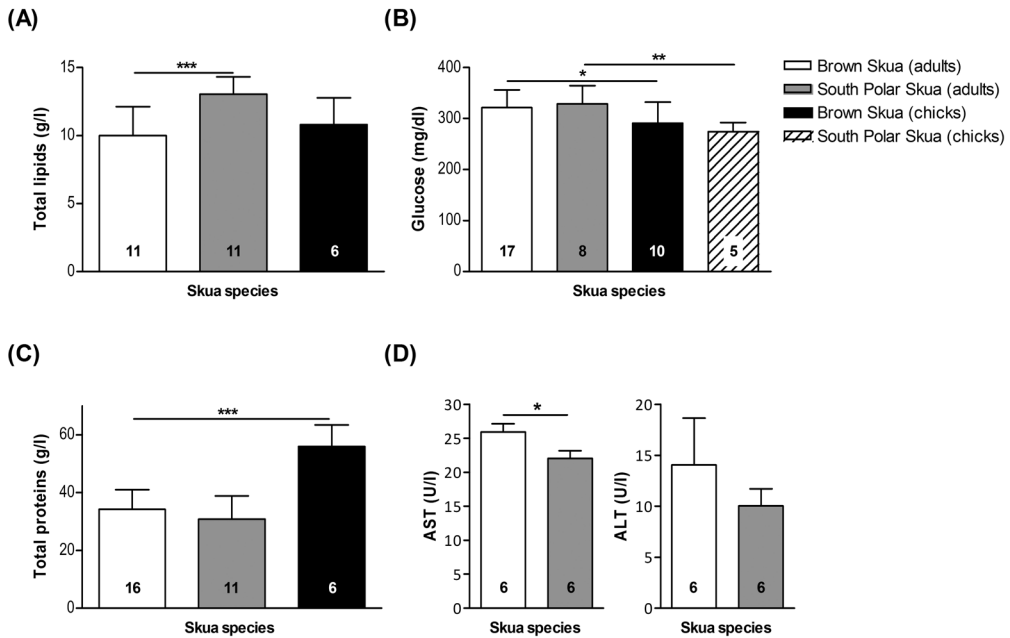 (A)
(B)
***
15
10
5
0
Total lipids (g/l)
11
11
6
Skua species
**
*
400
300
200
100
0
Glucose (mg/dl)
17
8
10
5
Skua species
Brown Skua (adults)
South Polar Skua (adults)
Brown Skua (chicks)
South Polar Skua (chicks)
(C)
(D)
***
60
40
20
0
Total proteins (g/l)
16
11
6
Skua species
*
30
25
20
15
10
5
0
AST (U/l)
6
6
Skua species
20
15
10
5
0
ALT (U/l)
6
6
Skua species